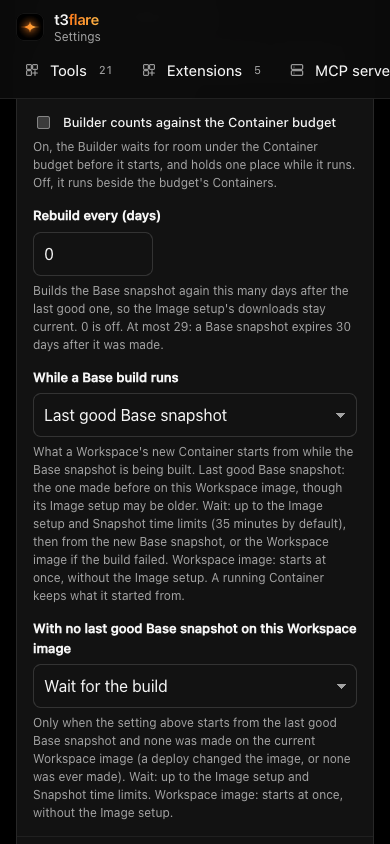 t3flare
Settings
Tools 21 Extensions 5 MCP serve
Builder counts against the Container budget
On, the Builder waits for room under the Container
budget before it starts, and holds one place while it runs.
Off, it runs beside the budget's Containers.
Rebuild every (days)
0
Builds the Base snapshot again this many days after the
last good one, so the Image setup's downloads stay
current. 0 is off. At most 29: a Base snapshot expires 30
days after it was made.
While a Base build runs
Last good Base snapshot
What a Workspace's new Container starts from while the
Base snapshot is being built. Last good Base snapshot:
the one made before on this Workspace image, though
its Image setup may be older. Wait: up to the Image
setup and Snapshot time limits (35 minutes by default),
then from the new Base snapshot, or the Workspace
image if the build failed. Workspace image: starts at
once, without the Image setup. A running Container
keeps what it started from.
With no last good Base snapshot on this Workspace
image
Wait for the build
Only when the setting above starts from the last good
Base snapshot and none was made on the current
Workspace image (a deploy changed the image, or none
was ever made). Wait: up to the Image setup and
Snapshot time limits. Workspace image: starts at once,
without the Image setup.